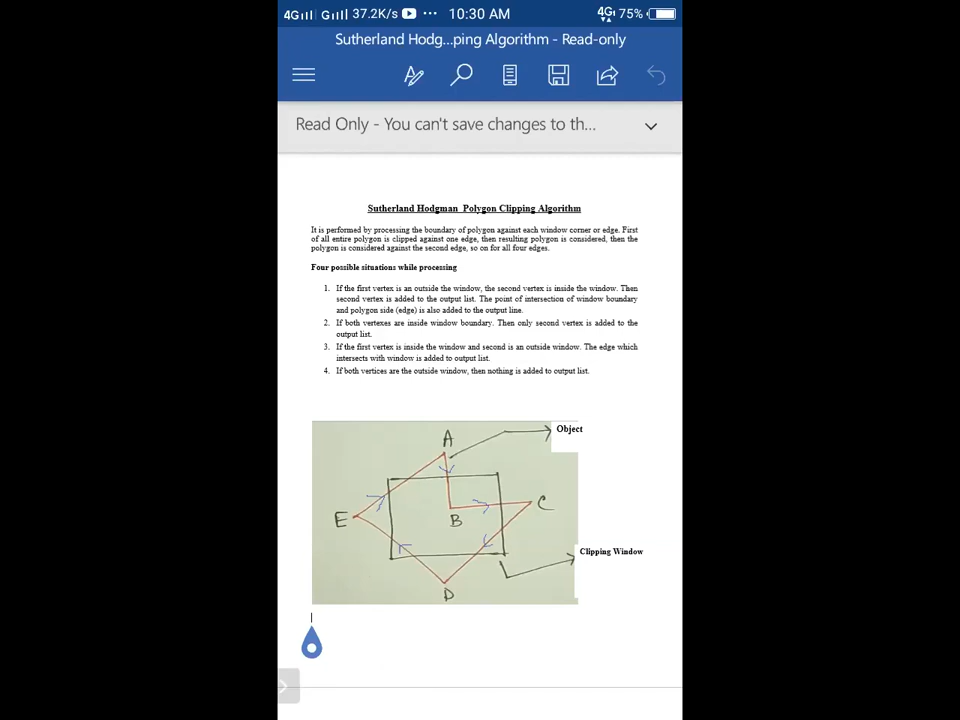 4G G 37.2K/s ... 10:30 AM 4G 75%
Sutherland Hodg...ping Algorithm - Read-only
Read Only - You can't save changes to th...
Sutherland Hodgman Polygon Clipping Algorithm
It is performed by processing the boundary of polygon against each window corner or edge. First
of all entire polygon is clipped against one edge, then resulting polygon is considered, then the
polygon is considered against the second edge, so on for all four edges.
Four possible situations while processing
1. If the first vertex is an outside the window, the second vertex is inside the window. Then
second vertex is added to the output list. The point of intersection of window boundary
and polygon side (edge) is also added to the output line.
2. If both vertexes are inside window boundary. Then only second vertex is added to the
output list.
3. If the first vertex is inside the window and second is an outside window. The edge which
intersects with window is added to output list.
4. If both vertices are the outside window, then nothing is added to output list.
Object
A
C
E
B
Clipping Window
D